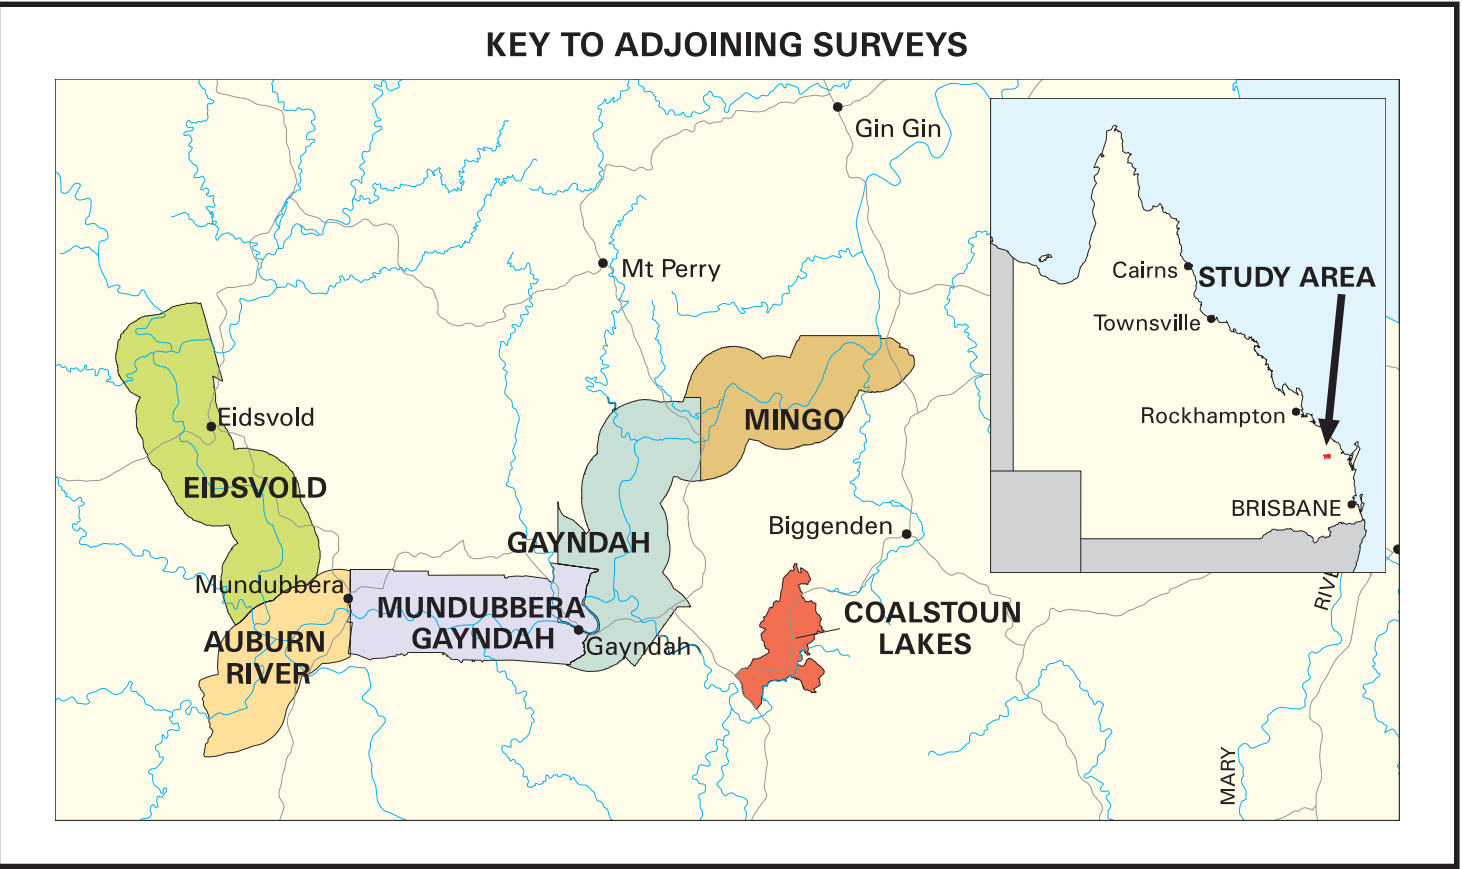 KEY TO ADJOINING SURVEYS
Gin Gin
Mt Perry
Cairns
STUDY AREA
Townsville
Rockhampton
BRISBANE
Eidsvold
EIDSVOLD
MINGO
GAYNDAH
Biggenden
Mundubbera
MUNDUBBERA
GAYNDAH
Gayndah
AUBURN
RIVER
COALSTOUN
LAKES
MARY